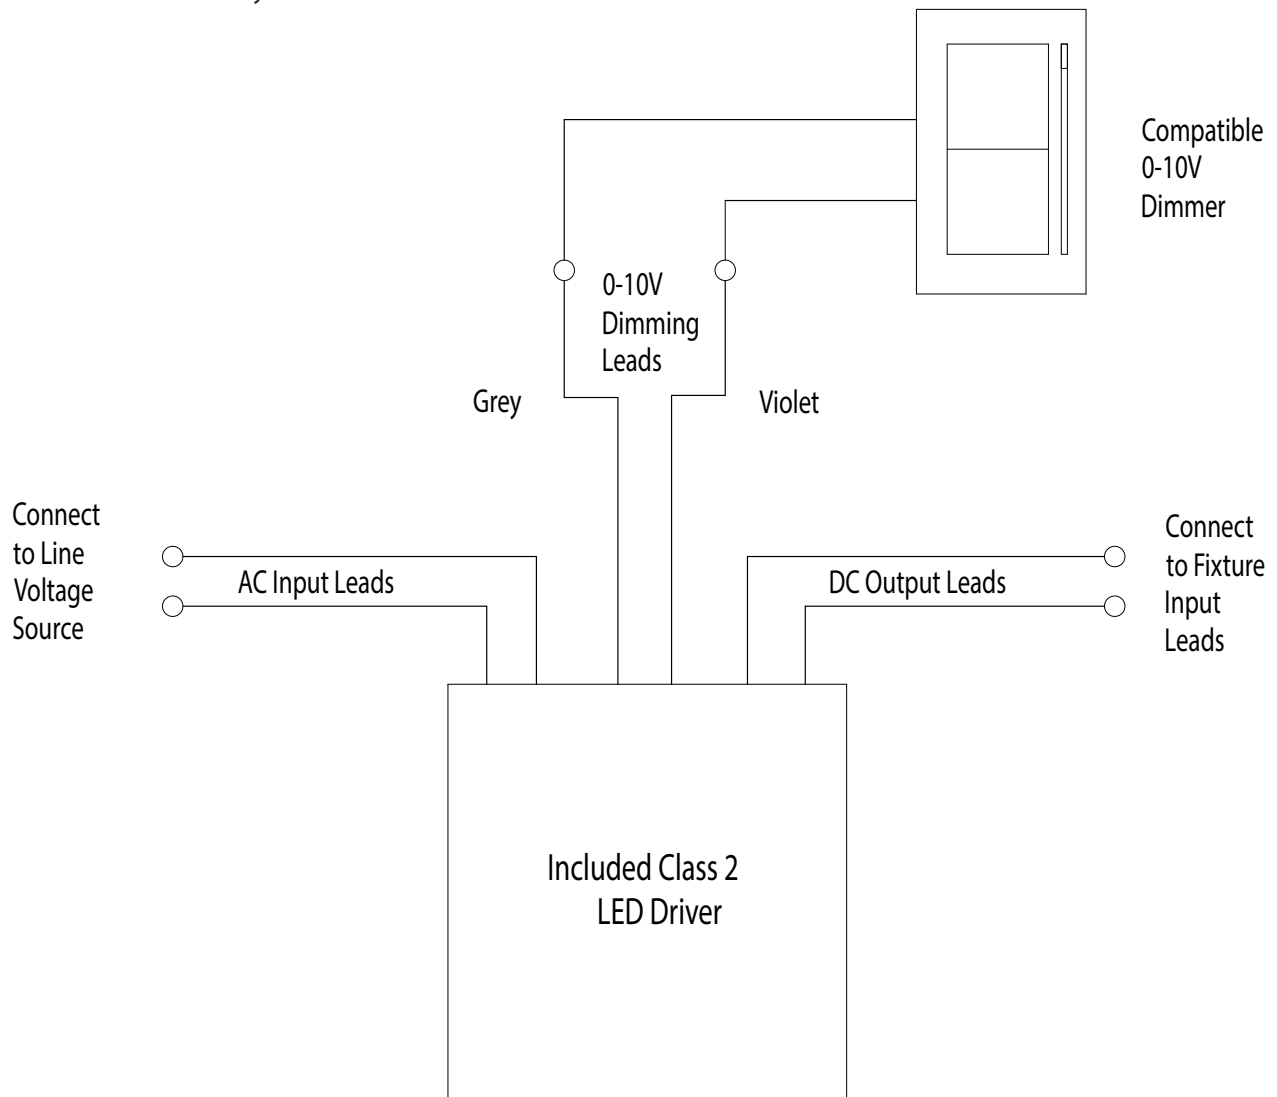 Compatible
0-10V
Dimmer
0-10V
Dimming
Leads
Grey
Violet
Connect
to Line
Voltage
Source
AC Input Leads
DC Output Leads
Connect
to Fixture
Input
Leads
Included Class 2
LED Driver